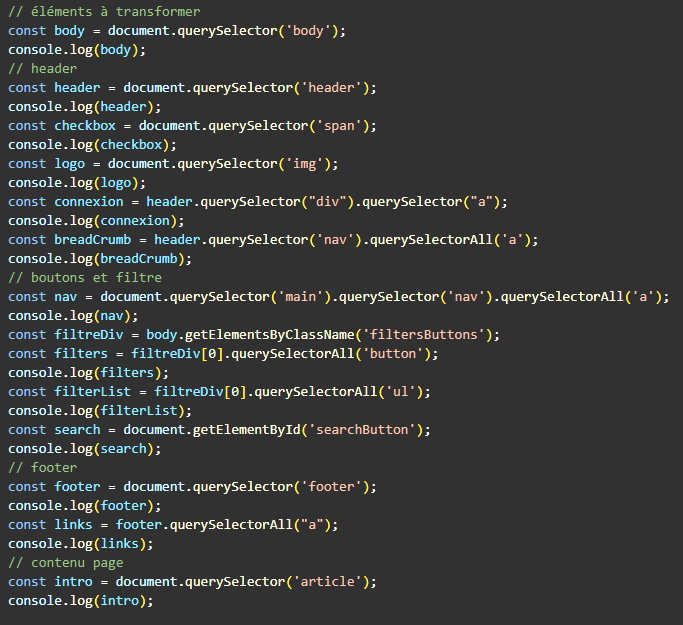 // éléments à transformer
const body = document.querySelector('body');
console.log(body);
// header
const header = document.querySelector('header');
console.log(header);
const checkbox = document.querySelector('span');
console.log(checkbox);
const logo = document.querySelector('img');
console.log(logo);
const connexion = header.querySelector("div").querySelector("a");
console.log(connexion);
const breadCrumb = header.querySelector('nav').querySelectorAll('a');
console.log(breadCrumb);
// boutons et filtre
const nav = document.querySelector('main').querySelector('nav').querySelectorAll('a');
console.log(nav);
const filtreDiv = body.getElementsByClassName('filtersButtons');
const filters = filtreDiv[0].querySelectorAll('button');
console.log(filters);
const filterList = filtreDiv[0].querySelectorAll('ul');
console.log(filterList);
const search = document.getElementById('searchButton');
console.log(search);
// footer
const footer = document.querySelector('footer');
console.log(footer);
const links = footer.querySelectorAll("a");
console.log(links);
// contenu page
const intro = document.querySelector('article');
console.log(intro);